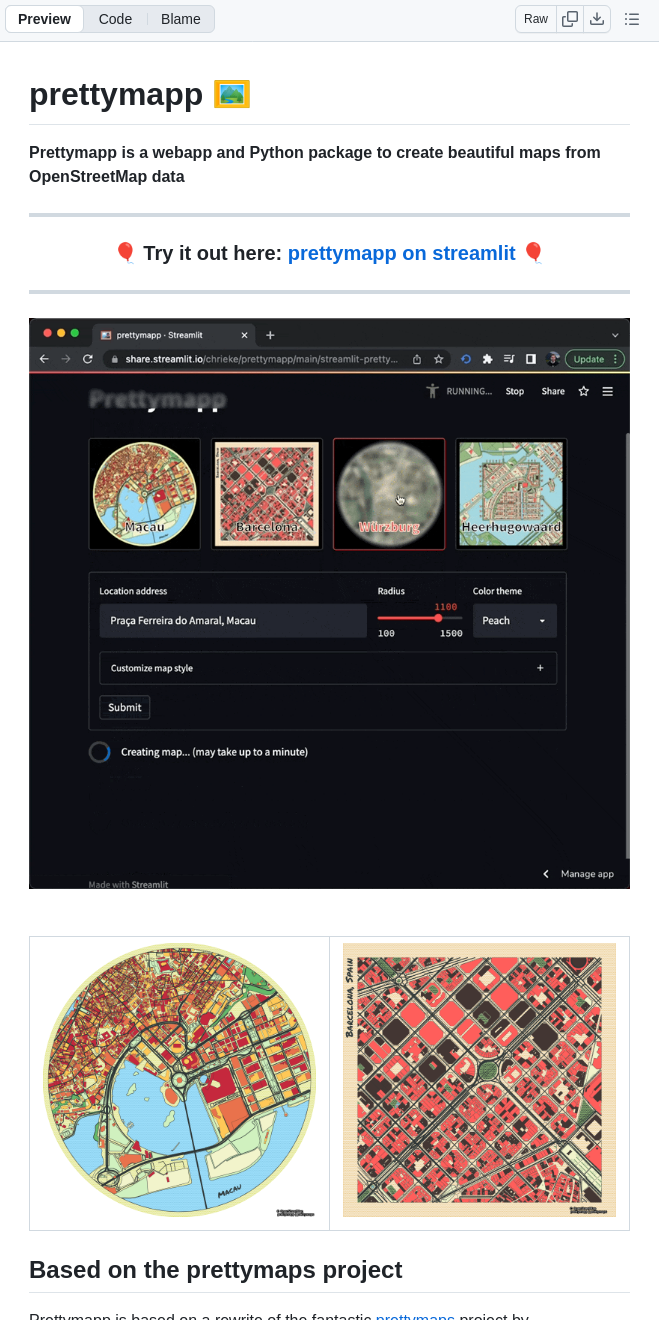 Preview
Code
Blame
Raw
prettymapp
Prettymapp is a webapp and Python package to create beautiful maps from
OpenStreetMap data
Try it out here: prettymapp on streamlit
prettymapp · Streamlit
share.streamlit.io/chrieke/prettymapp/main/streamlit-pretty...
Update
Prettymapp
RUNNING...
Stop
Share
Macau
Barcelona
Würzburg
Heerhugowaard
Location address
Radius
Color theme
1100
Praça Ferreira do Amaral, Macau
Peach
100
1500
Customize map style
+
Submit
Creating map... (may take up to a minute)
Manage app
Made with Streamlit
BARCELONA, SPAIN
MACAU
Based on the prettymaps project
Prettymapp is based on a rewrite of the fantastic prettymaps project by